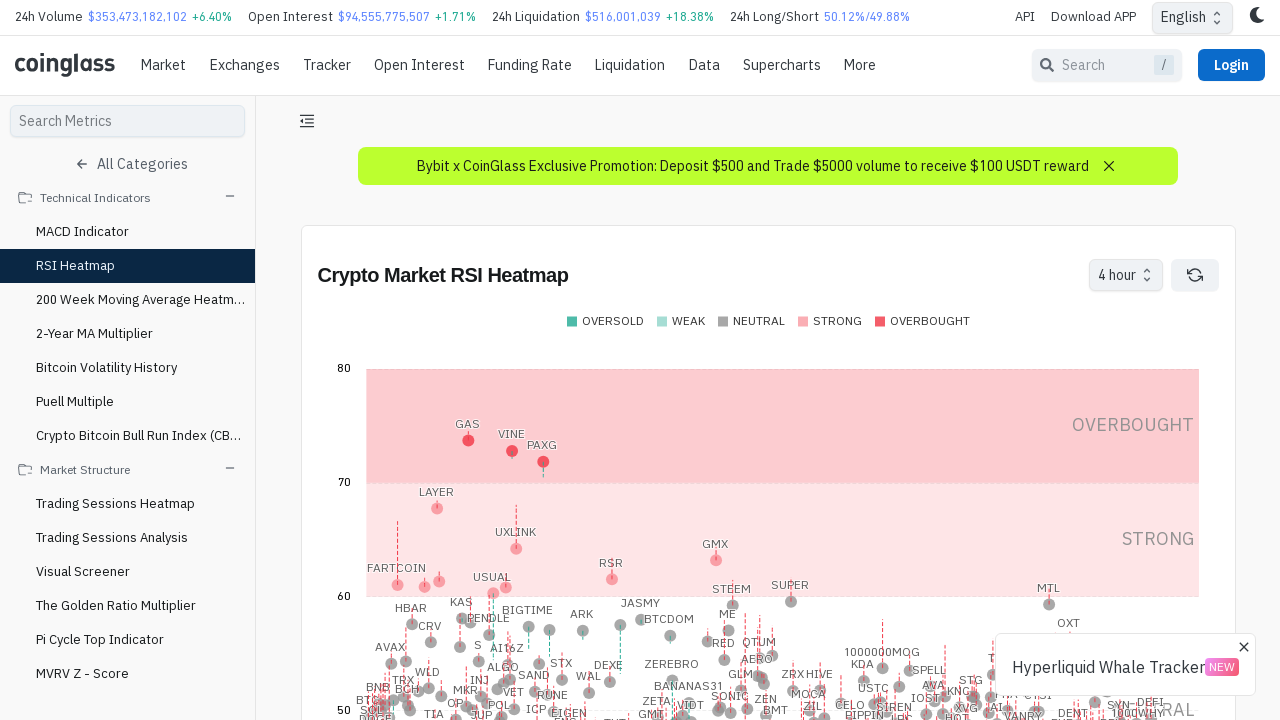 24h Volume $353,473,182,102 +6.40% Open Interest $94,555,775,507 +1.71% 24h Liquidation $516,001,039 +18.38% 24h Long/Short 50.12%/49.88% API Download APP English
coinglass Market Exchanges Tracker Open Interest Funding Rate Liquidation Data Supercharts More Search / Login
Search Metrics
All Categories
Technical Indicators
MACD Indicator
RSI Heatmap
200 Week Moving Average Heatm...
2-Year MA Multiplier
Bitcoin Volatility History
Puell Multiple
Crypto Bitcoin Bull Run Index (CB...
Market Structure
Trading Sessions Heatmap
Trading Sessions Analysis
Visual Screener
The Golden Ratio Multiplier
Pi Cycle Top Indicator
MVRV Z - Score
Bybit x CoinGlass Exclusive Promotion: Deposit $500 and Trade $5000 volume to receive $100 USDT reward
Crypto Market RSI Heatmap 4 hour
OVERSOLD WEAK NEUTRAL STRONG OVERBOUGHT
80
GAS OVERBOUGHT
VINE
PAXG
70
LAYER
UXLINK STRONG
GMX
RSR
FARTCOIN
USUAL
STEEM SUPER MTL
60
KAS JASMY
HBAR BIGTIME ARK ME
PENDLE BTCDOM
CRV OXT
AVAX S AI16Z RED QTUM
1000000MOG
STX DEXE ZEREBRO AERO KDA
WLD ALGO SAND WAL GLM ZRX HIVE SPELL
TRX INJ STG
BNB BCH MKR VET RUNE BANANAS31 SONIC MOCA USTC AVA KNG
POL ICP ZETA VIDT ZEN ZIL CELO SIREN IOST XVG DEFI
50 TIA JUP BMT PIPPIN HOT VANRY DENT 1000WHY
Hyperliquid Whale Tracker NEW